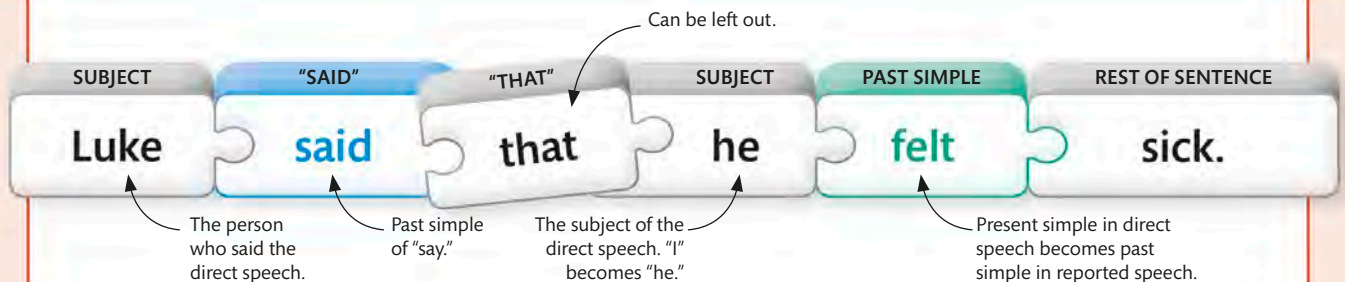 Can be left out.
SUBJECT
"SAID"
"THAT"
SUBJECT
PAST SIMPLE
REST OF SENTENCE
Luke
said
that
he
felt
sick.
The person
who said the
direct speech.
Past simple
of "say."
The subject of the
direct speech. "I"
becomes "he."
Present simple in direct
speech becomes past
simple in reported speech.